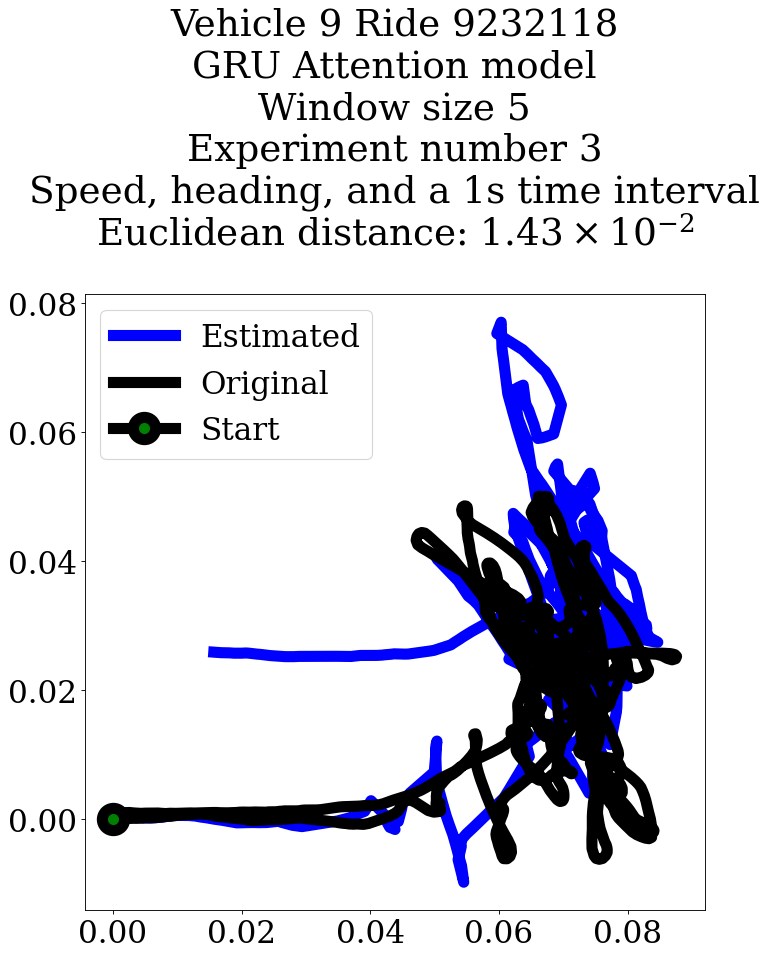 Vehicle 9 Ride 9232118
GRU Attention model
Window size 5
Experiment number 3
Speed, heading, and a 1s time interval
Euclidean distance: 1.43 × 10⁻²
0.08
0.06
0.04
0.02
0.00
Estimated
Original
Start
0.00 0.02 0.04 0.06 0.08